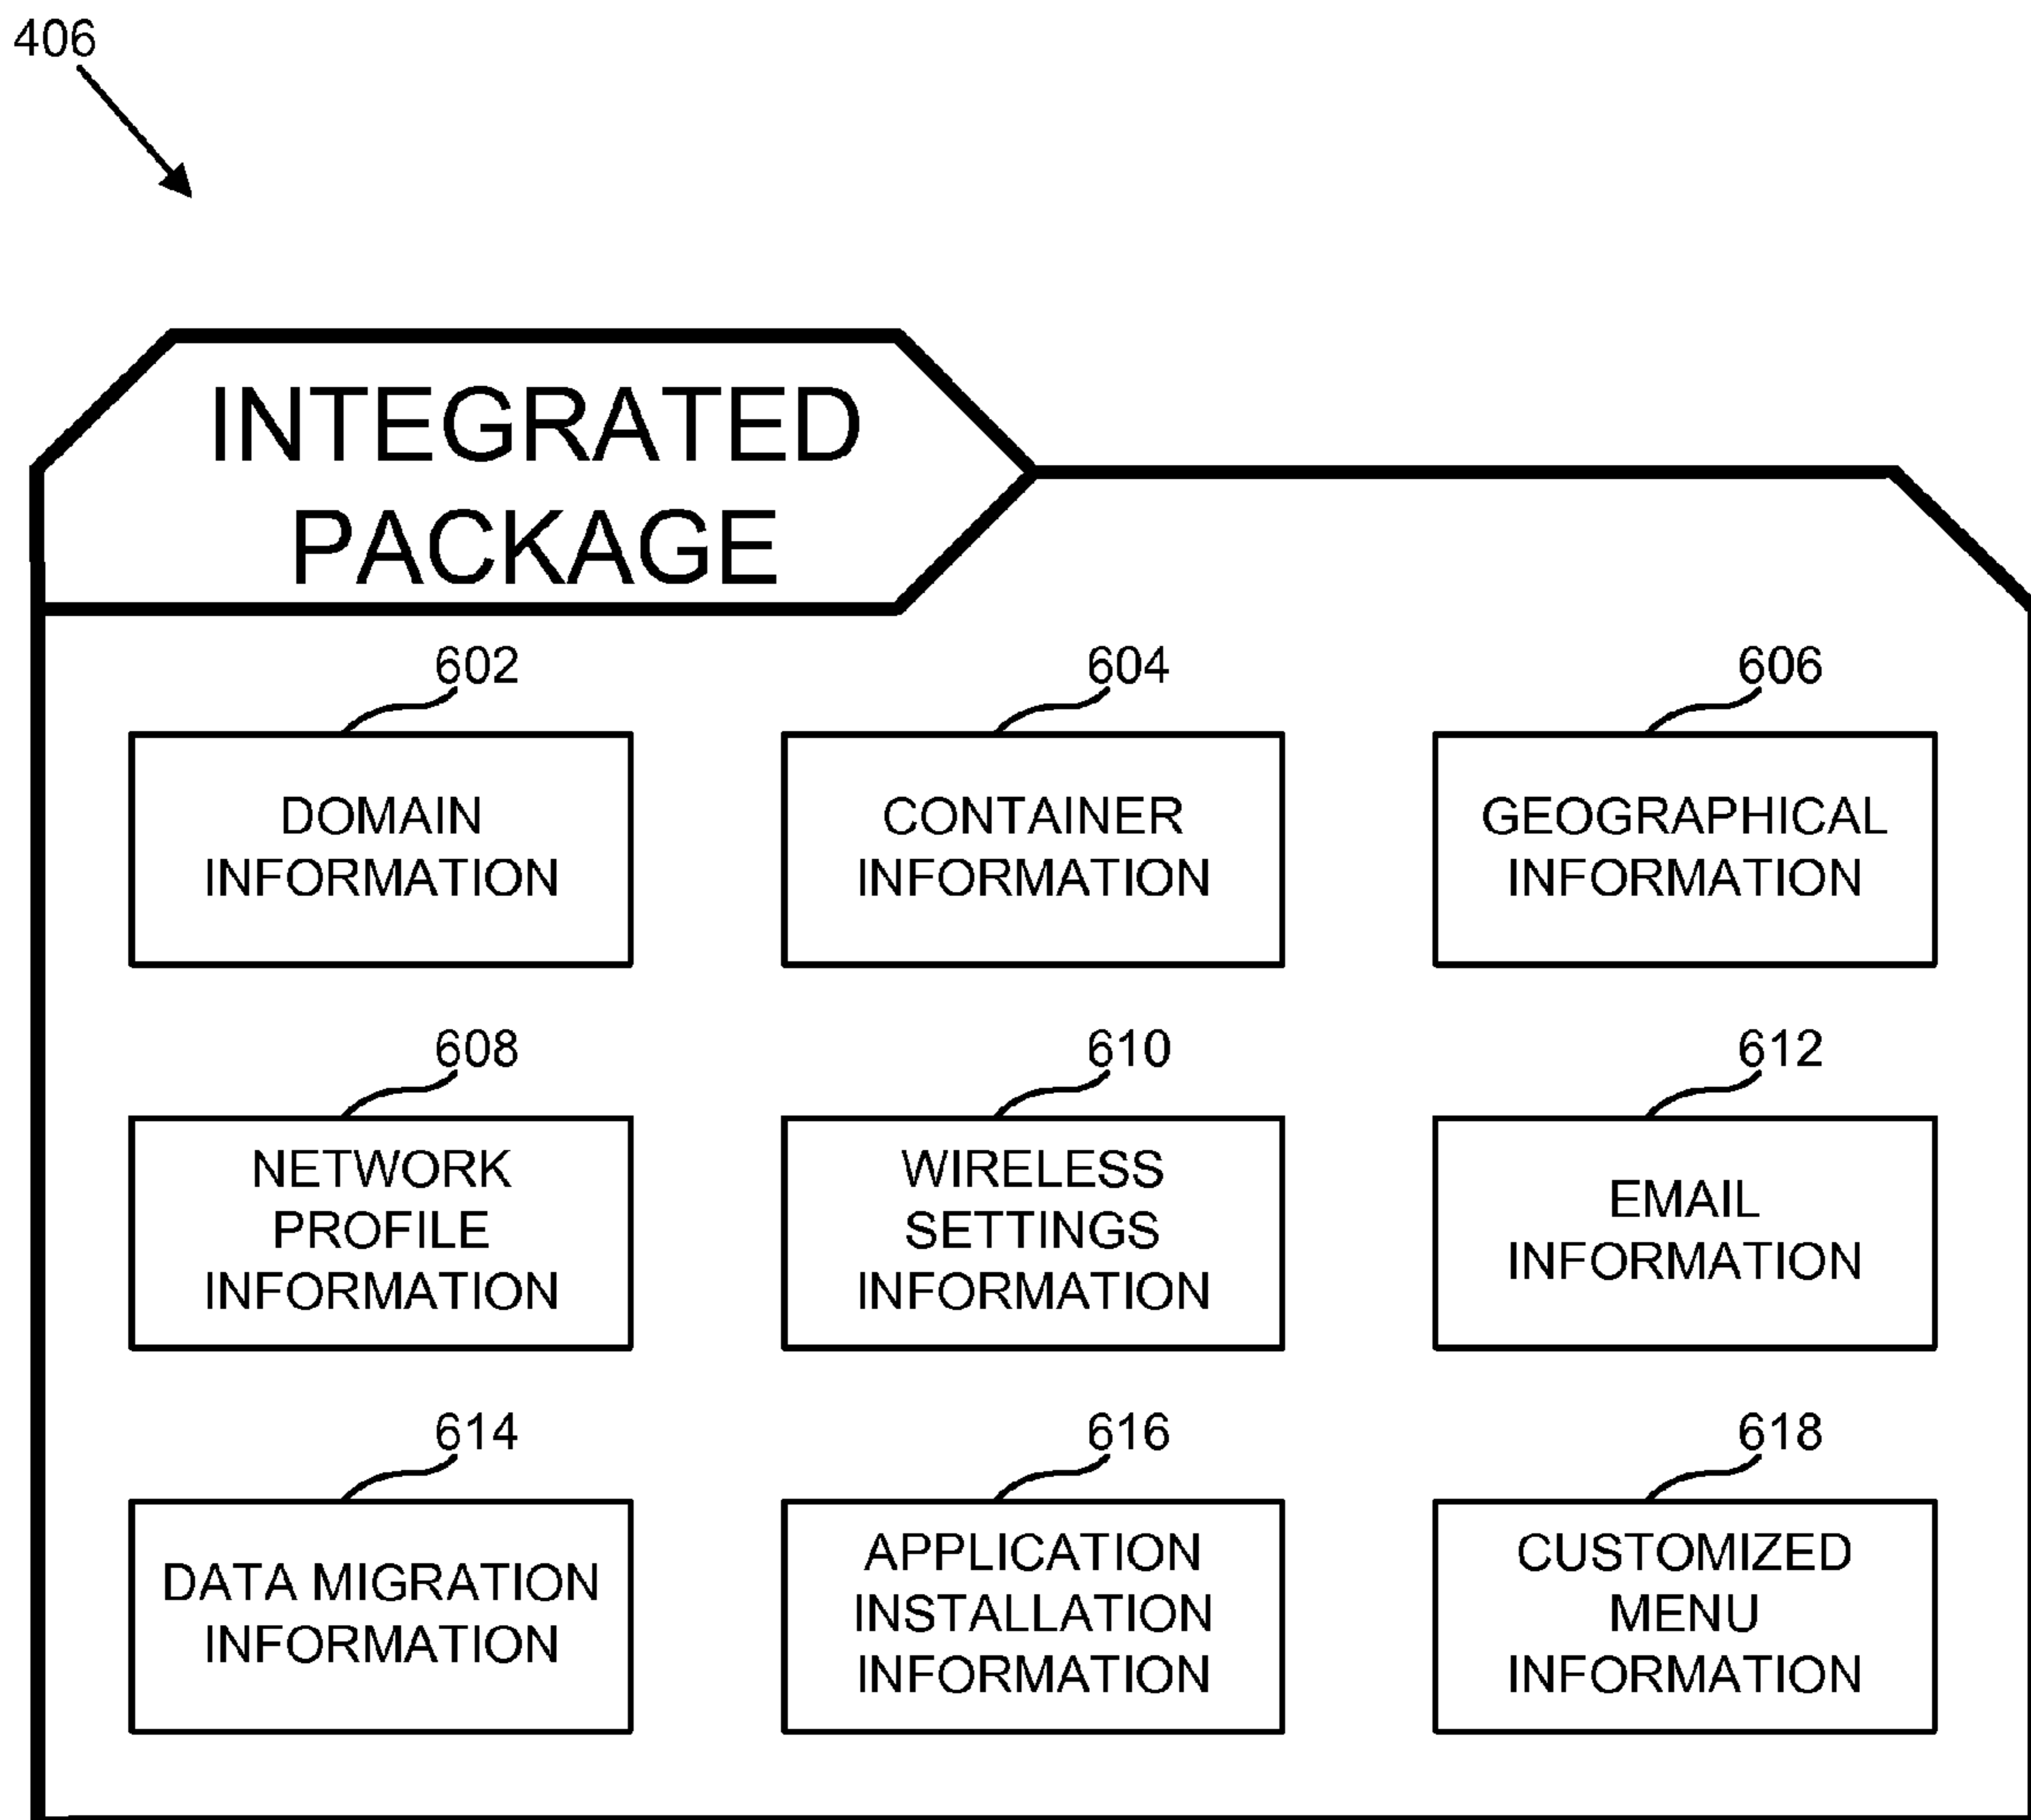 406
INTEGRATED
PACKAGE
602
DOMAIN
INFORMATION
604
CONTAINER
INFORMATION
606
GEOGRAPHICAL
INFORMATION
608
NETWORK
PROFILE
INFORMATION
610
WIRELESS
SETTINGS
INFORMATION
612
EMAIL
INFORMATION
614
DATA MIGRATION
INFORMATION
616
APPLICATION
INSTALLATION
INFORMATION
618
CUSTOMIZED
MENU
INFORMATION